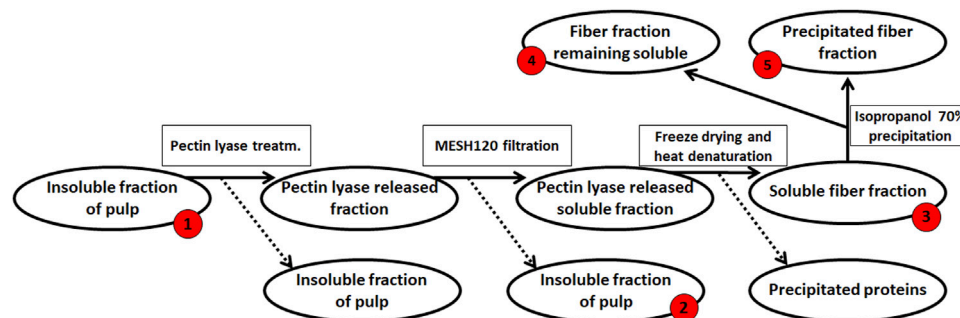 Fiber fraction
remaining soluble
4
Precipitated fiber
fraction
5
Isopropanol 70%
precipitation
Pectin lyase treatm.
MESH120 filtration
Freeze drying and
heat denaturation
Insoluble fraction
of pulp
1
Pectin lyase released
fraction
Pectin lyase released
soluble fraction
Soluble fiber fraction
3
Insoluble fraction
of pulp
Insoluble fraction
of pulp
2
Precipitated proteins